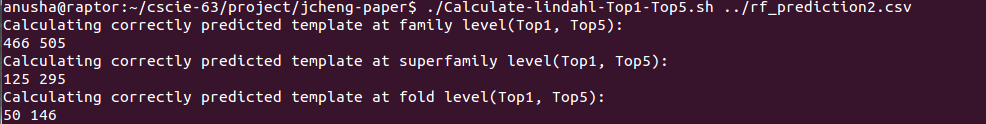 anusha@raptor:~/cscie-63/project/jcheng-paper$ ./Calculate-lindahl-Top1-Top5.sh ../rf_prediction2.csv
Calculating correctly predicted template at family level(Top1, Top5):
466 505
Calculating correctly predicted template at superfamily level(Top1, Top5):
125 295
Calculating correctly predicted template at fold level(Top1, Top5):
50 146